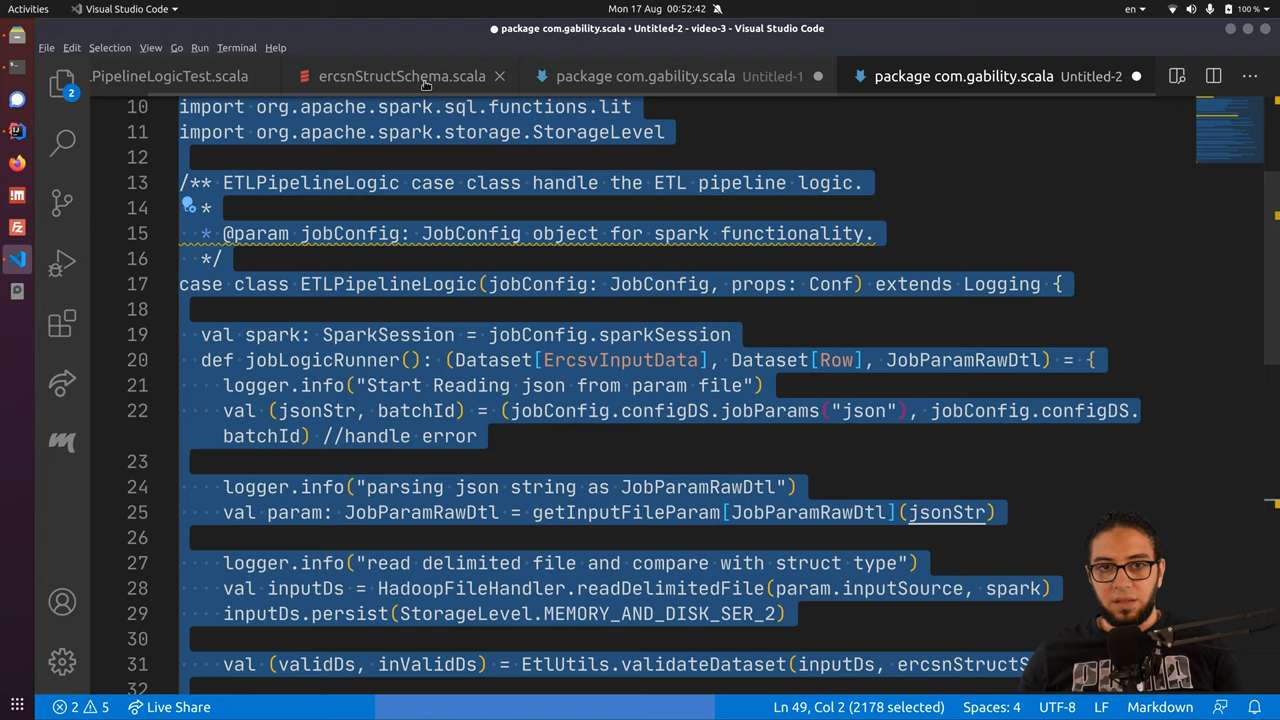 Activities
Visual Studio Code
Mon 17 Aug 00:52:42
en
100 %
package com.gability.scala • Untitled-2 - video-3 - Visual Studio Code
File Edit Selection View Go Run Terminal Help
.PipelineLogicTest.scala
ercsnStructSchema.scala
package com.gability.scala Untitled-1
package com.gability.scala Untitled-2
2
10 import org.apache.spark.sql.functions.lit
11 import org.apache.spark.storage.StorageLevel
12
13 /** ETLPipelineLogic case class handle the ETL pipeline logic.
14 *
15 * @param jobConfig: JobConfig object for spark functionality.
16 */
17 case class ETLPipelineLogic(jobConfig: JobConfig, props: Conf) extends Logging {
18
19 val spark: SparkSession = jobConfig.sparkSession
20 def jobLogicRunner(): (Dataset[ErcsvInputData], Dataset[Row], JobParamRawDtl) = {
21 logger.info("Start Reading json from param file")
22 val (jsonStr, batchId) = (jobConfig.configDS.jobParams("json"), jobConfig.configDS.
batchId) //handle error
23
24 logger.info("parsing json string as JobParamRawDtl")
25 val param: JobParamRawDtl = getInputFileParam[JobParamRawDtl](jsonStr)
26
27 logger.info("read delimited file and compare with struct type")
28 val inputDs = HadoopFileHandler.readDelimitedFile(param.inputSource, spark)
29 inputDs.persist(StorageLevel.MEMORY_AND_DISK_SER_2)
30
31 val (validDs, inValidDs) = EtlUtils.validateDataset(inputDs, ercsnStructS
32
2 5 Live Share
Ln 49, Col 2 (2178 selected) Spaces: 4 UTF-8 LF Markdown